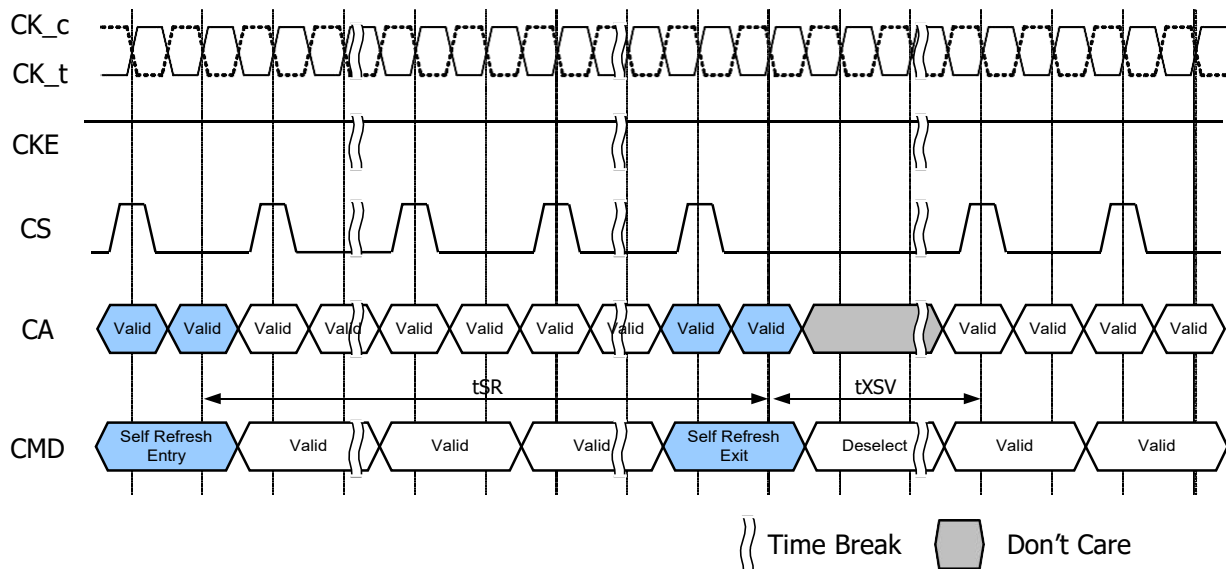 CK_c
CK_t
CKE
CS
CA Valid Valid Valid Valid Valid Valid Valid Valid Valid Valid Valid Valid Valid Valid
tSR tXSV
CMD Self Refresh Entry Valid Valid Valid Self Refresh Exit Deselect Valid Valid
Time Break Don't Care